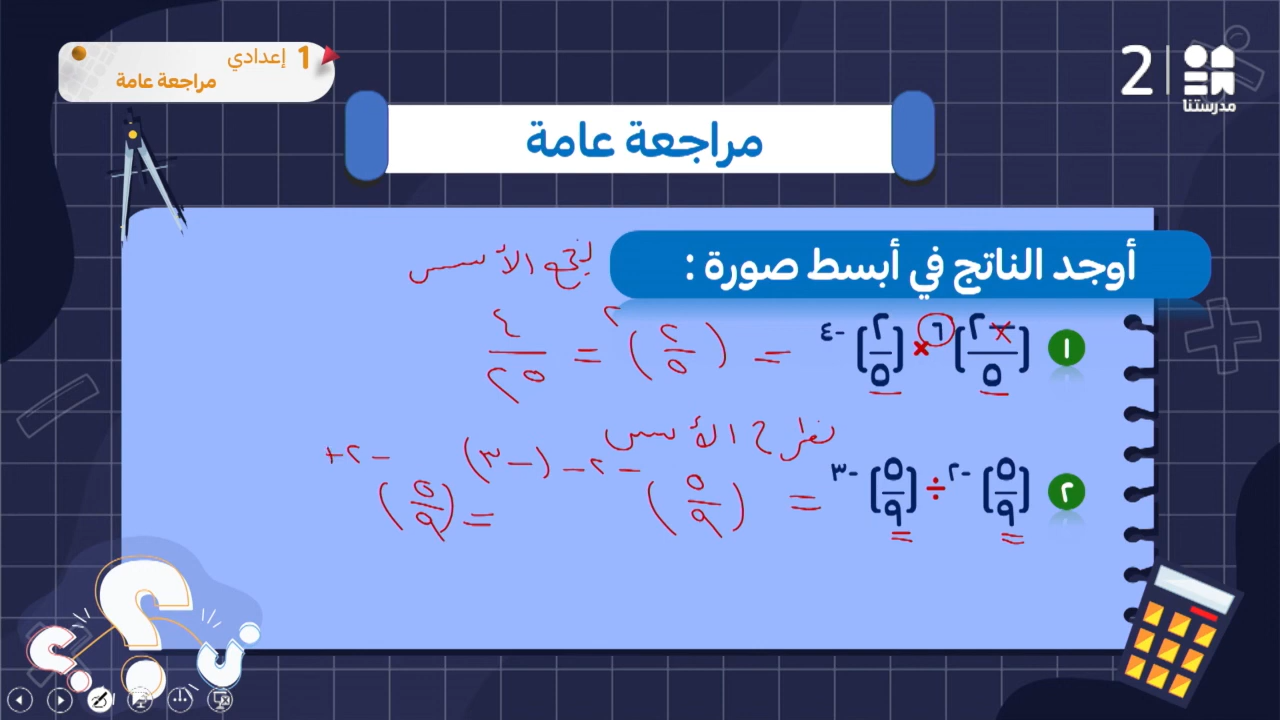 1 إعدادي
مراجعة عامة
2
مدرستنا
مراجعة عامة
أوجد الناتج في أبسط صورة :
نجمع الأسس
١ (-٢/٥)^٦ × (٢/٥)^-٤ = (٢/٥)^٢ = ٤/٢٥
نطرح الأسس
٢ (٥/٩)^-٢ ÷ (٥/٩)^-٣ = (٥/٩)^-٢-(-٣) = (٥/٩)^-٢+